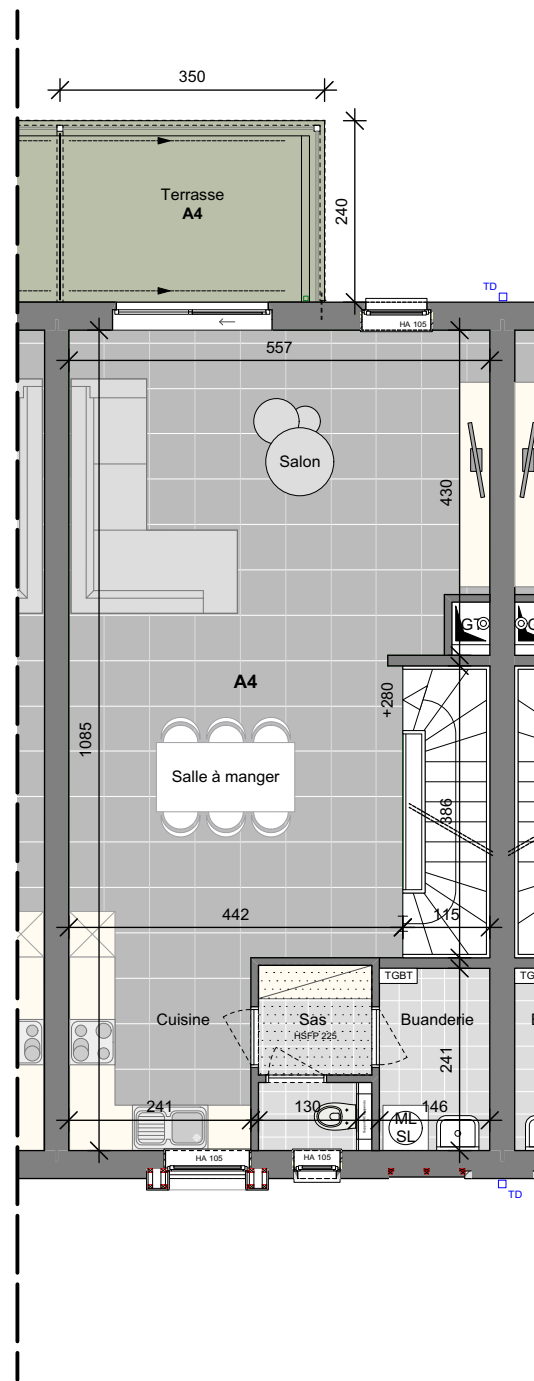 350
Terrasse
A4
240
TD
HA 105
557
Salon
430
GT
A4
+280
1085
Salle à manger
386
442
115
TGBT
Cuisine
Sas
HSFP 225
Buanderie
241
241
130
146
ML
SL
HA 105
HA 105
TD